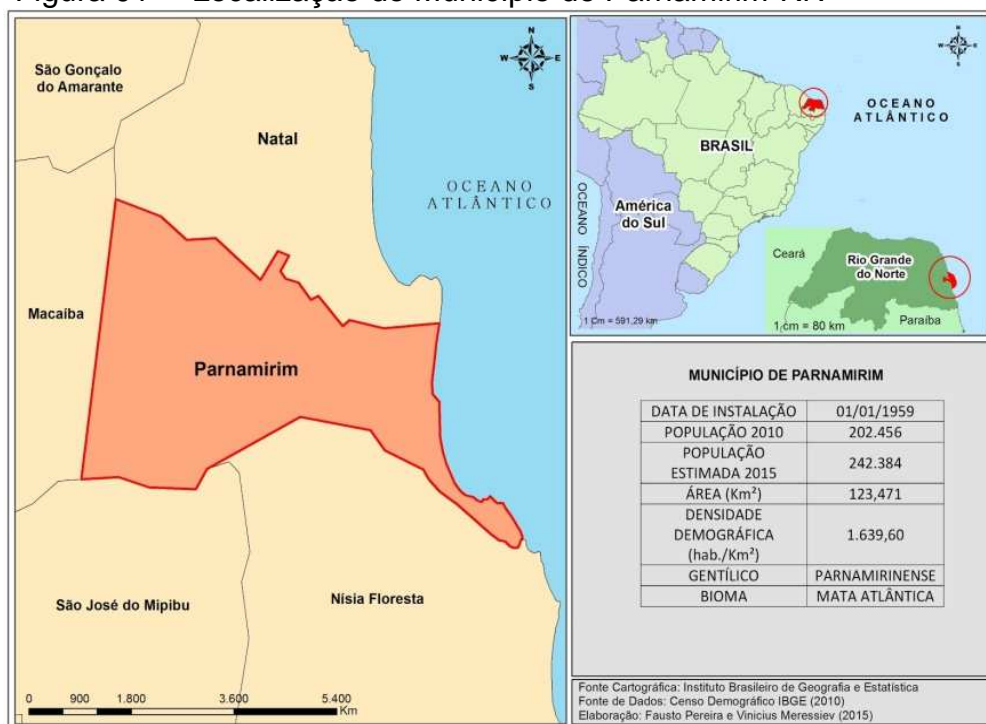 São Gonçalo
do Amarante
Natal
N
W
E
S
OCEANO
ATLÂNTICO
Macaíba
Parnamirim
São José do Mipibu
Nísia Floresta
0 900 1.800 3.600 5.400
Km
N
W
E
S
OCEANO
ATLÂNTICO
BRASIL
América
do Sul
OCEANO ÍNDICO
1 Cm = 591,29 km
Ceará
Rio Grande
do Norte
Paraíba
1 cm = 80 km
MUNICÍPIO DE PARNAMIRIM
DATA DE INSTALAÇÃO 01/01/1959
POPULAÇÃO 2010 202.456
POPULAÇÃO
ESTIMADA 2015 242.384
ÁREA (Km²) 123,471
DENSIDADE
DEMOGRÁFICA 1.639,60
(hab./Km²)
GENTÍLICO PARNAMIRINENSE
BIOMA MATA ATLÂNTICA
Fonte Cartográfica: Instituto Brasileiro de Geografia e Estatística
Fonte de Dados: Censo Demográfico IBGE (2010)
Elaboração: Fausto Pereira e Vinicius Meressiev (2015)